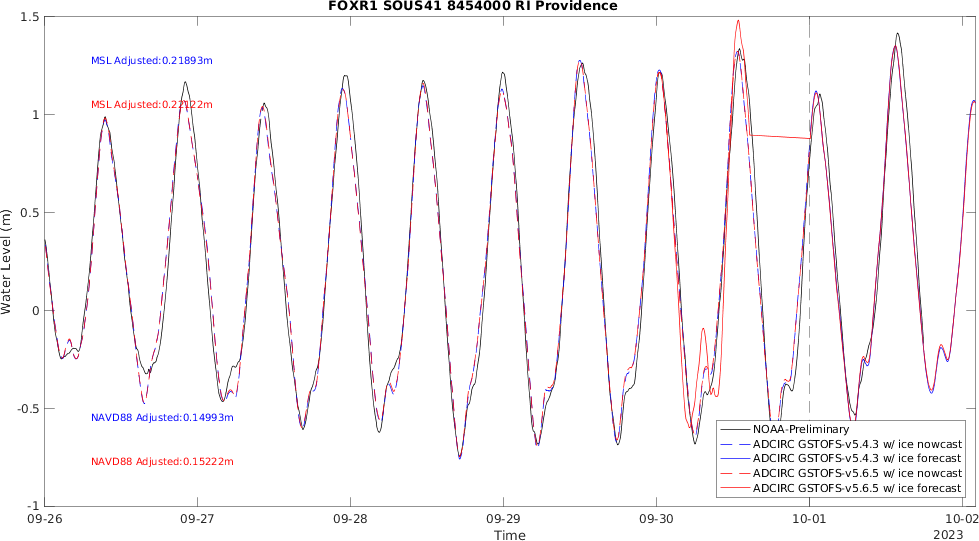 FOXR1 SOUS41 8454000 RI Providence
1.5
1
0.5
0
-0.5
-1
Water Level (m)
MSL Adjusted:0.21893m
MSL Adjusted:0.22122m
NAVD88 Adjusted:0.14993m
NAVD88 Adjusted:0.15222m
NOAA-Preliminary
ADCIRC GSTOFS-v5.4.3 w/ ice nowcast
ADCIRC GSTOFS-v5.4.3 w/ ice forecast
ADCIRC GSTOFS-v5.6.5 w/ ice nowcast
ADCIRC GSTOFS-v5.6.5 w/ ice forecast
09-26 09-27 09-28 09-29 09-30 10-01 10-02
Time
2023